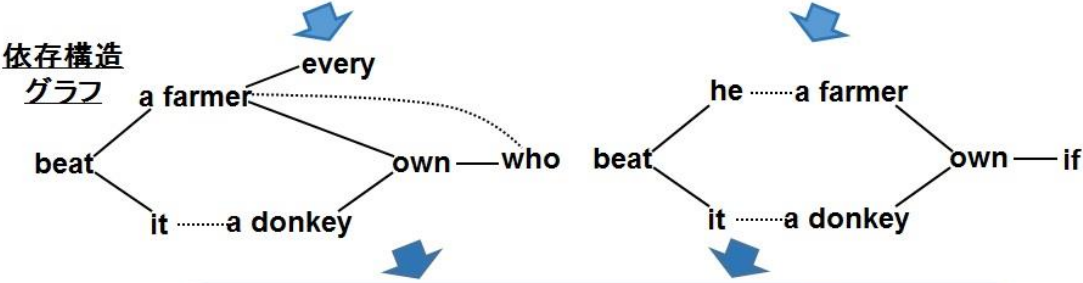 依存構造
グラフ
every
a farmer
beat
own
who
it
a donkey
he
a farmer
beat
own
if
it
a donkey